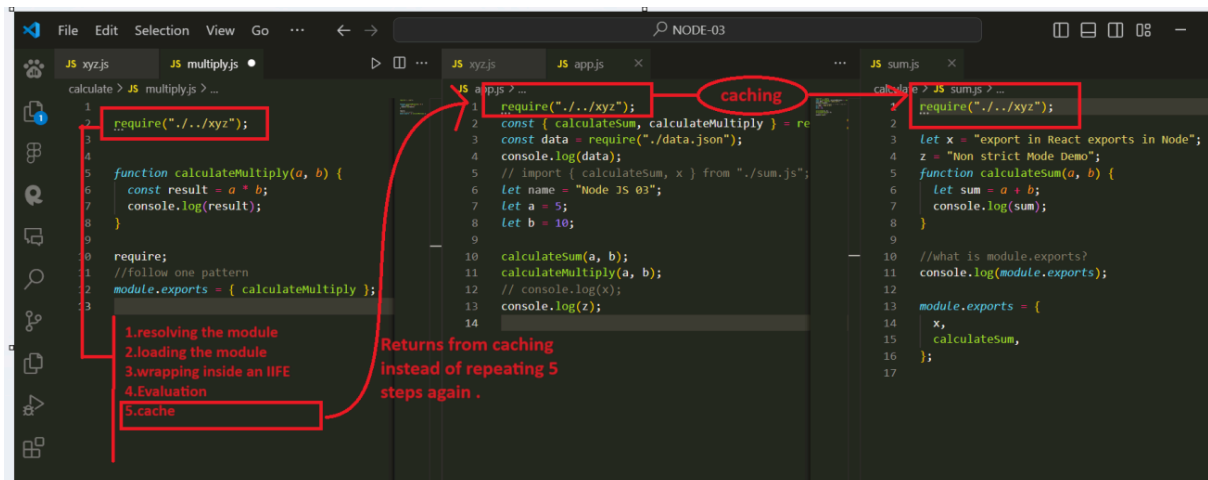 File Edit Selection View Go ··· ← → NODE-03
JS xyz.js JS multiply.js ●
calculate > JS multiply.js > ...
1
2 require("./../xyz");
3
4
5 function calculateMultiply(a, b) {
6 const result = a * b;
7 console.log(result);
8 }
9
10 require;
11 //follow one pattern
12 module.exports = { calculateMultiply };
13
1.resolving the module
2.loading the module
3.wrapping inside an IIFE
4.Evaluation
5.cache
JS xyz.js JS app.js ×
JS app.js > ...
1 require("./../xyz");
2 const { calculateSum, calculateMultiply } = re
3 const data = require("./data.json");
4 console.log(data);
5 // import { calculateSum, x } from "./sum.js";
6 let name = "Node JS 03";
7 let a = 5;
8 let b = 10;
9
10 calculateSum(a, b);
11 calculateMultiply(a, b);
12 // console.log(x);
13 console.log(z);
14
Returns from caching
instead of repeating 5
steps again .
caching
JS sum.js ×
calculate > JS sum.js > ...
1 require("./../xyz");
2
3 let x = "export in React exports in Node";
4 z = "Non strict Mode Demo";
5 function calculateSum(a, b) {
6 let sum = a + b;
7 console.log(sum);
8 }
9
10 //what is module.exports?
11 console.log(module.exports);
12
13 module.exports = {
14 x,
15 calculateSum,
16 };
17